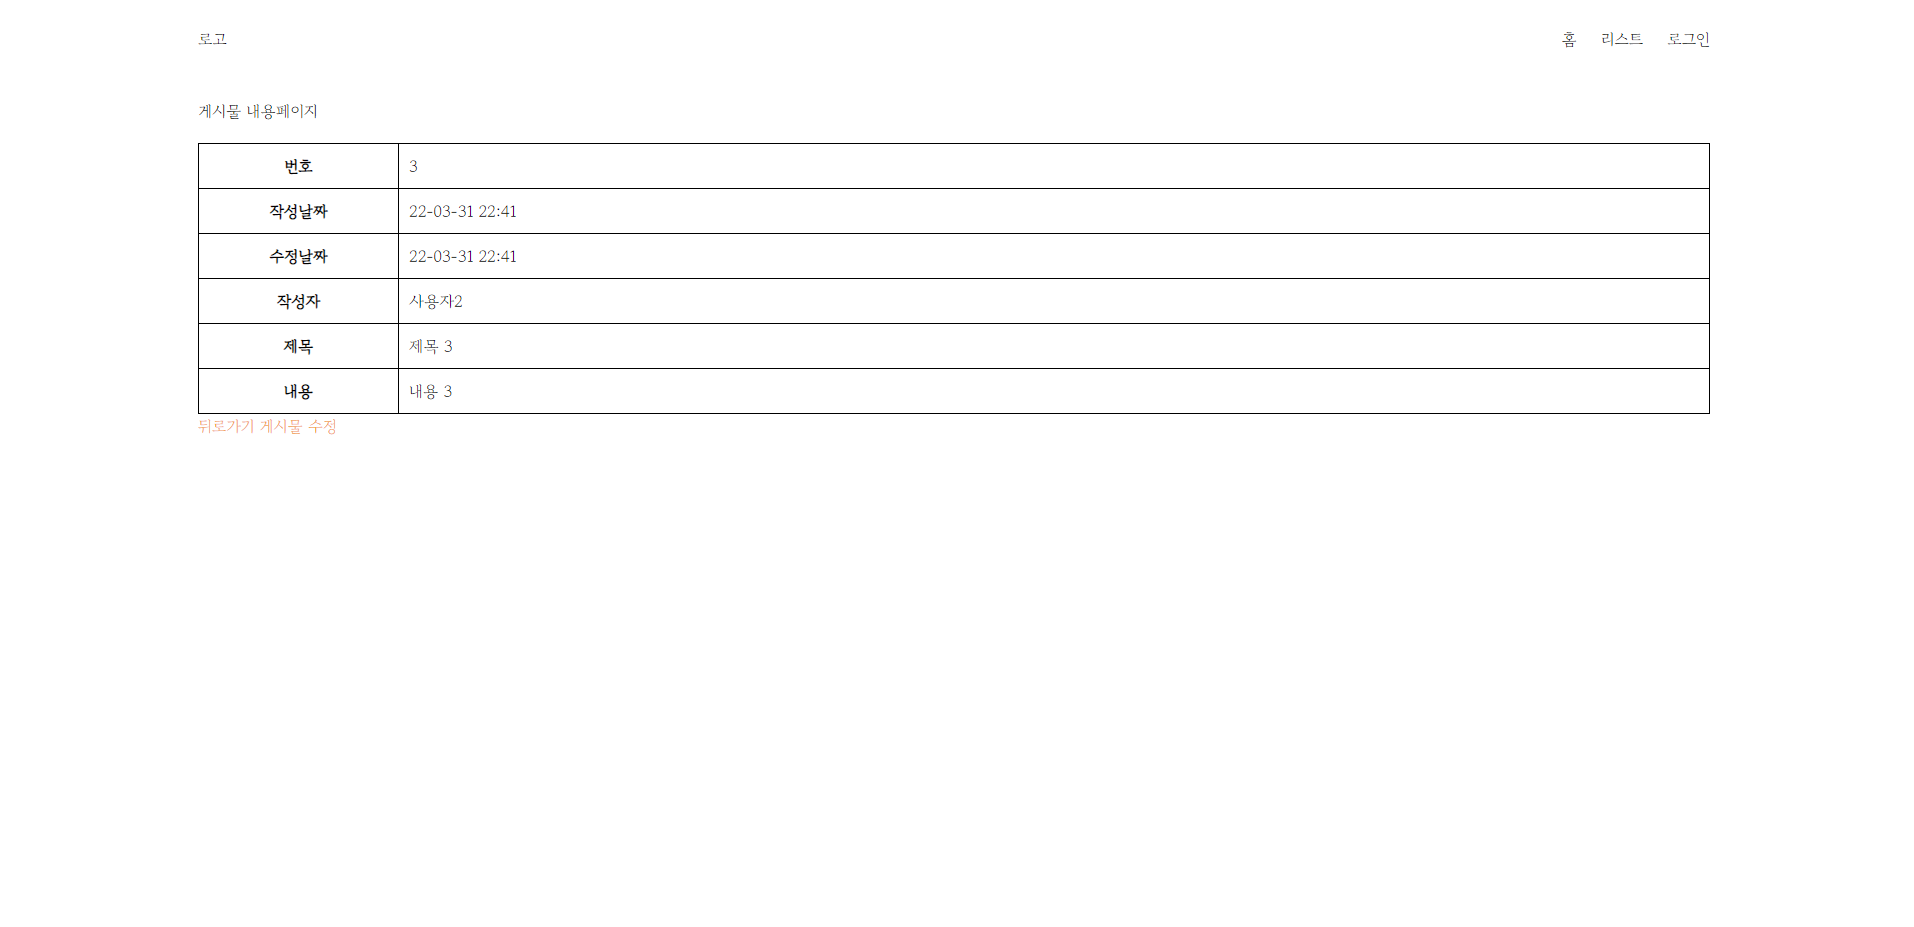 로고 홈 리스트 로그인
게시물 내용페이지
번호 3
작성날짜 22-03-31 22:41
수정날짜 22-03-31 22:41
작성자 사용자2
제목 제목 3
내용 내용 3
뒤로가기 게시물 수정